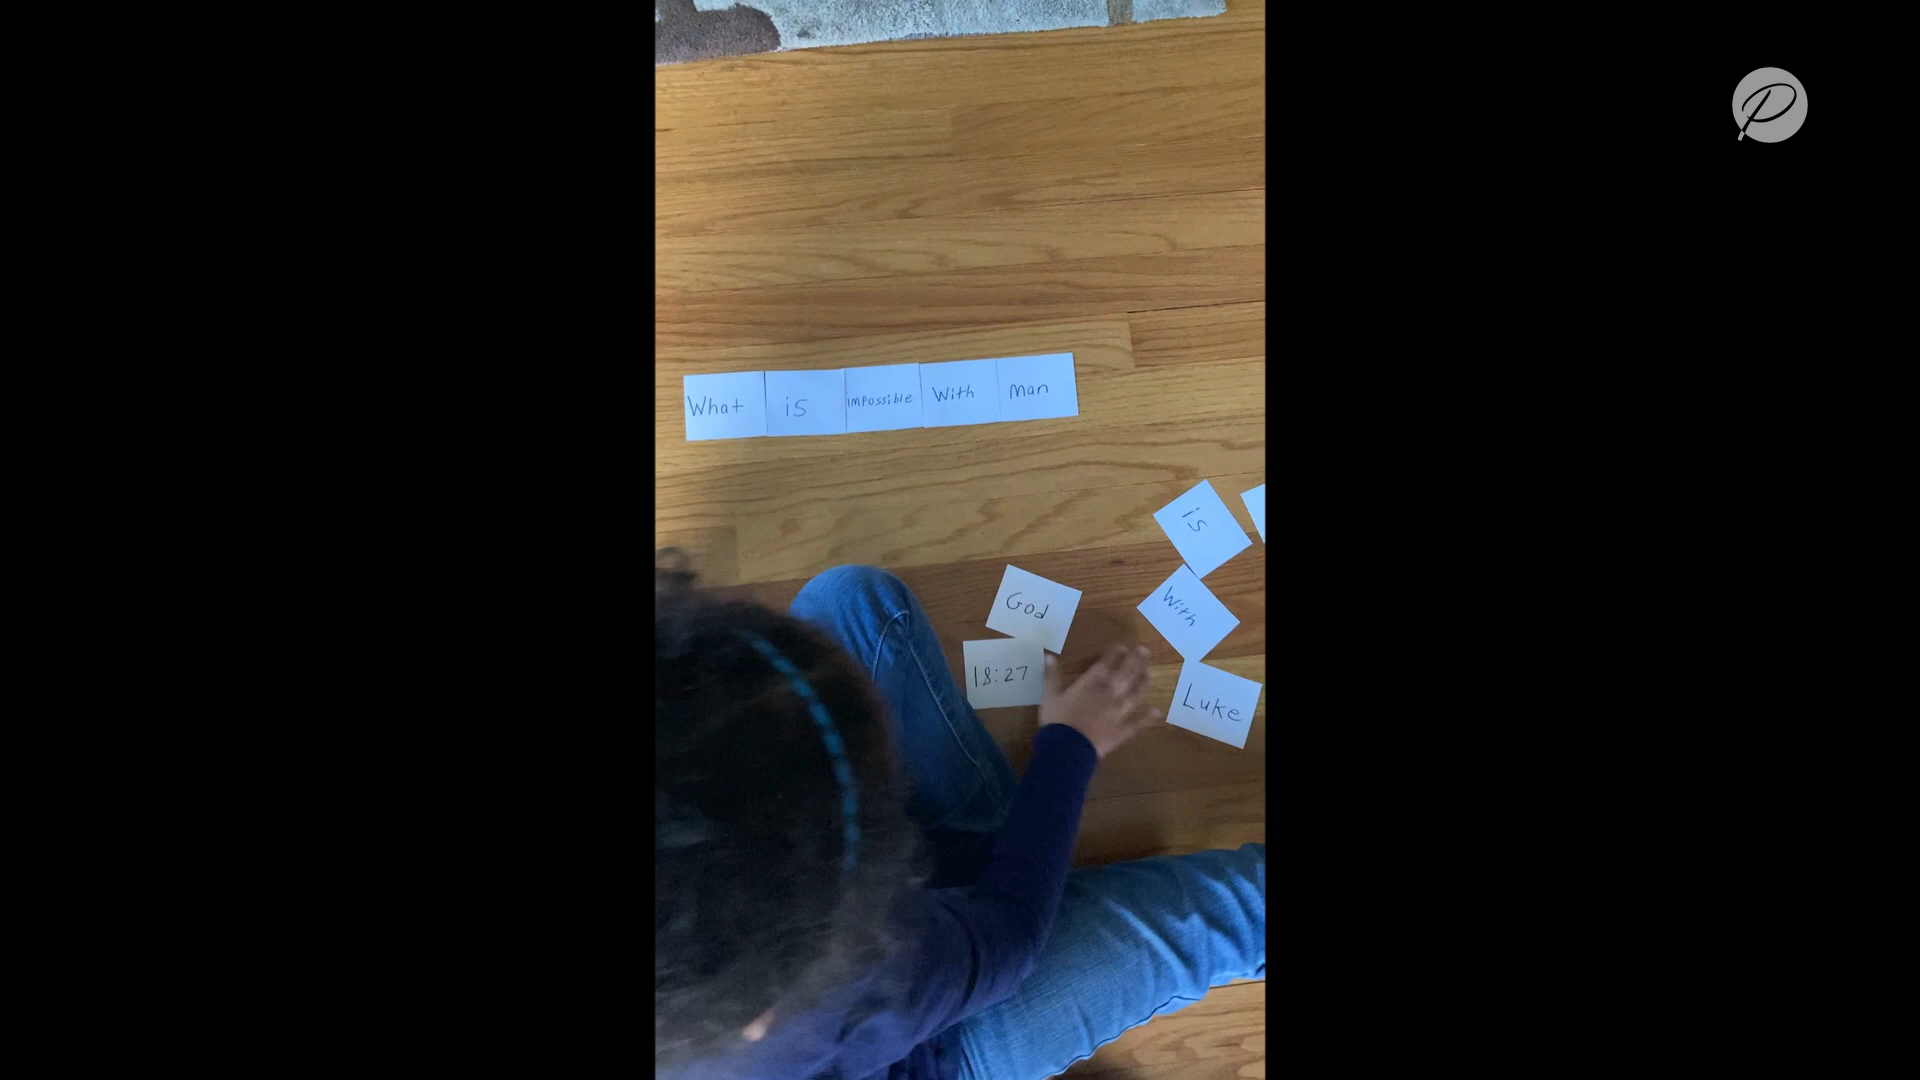 What is impossible with Man
is
God
With
18:27
Luke